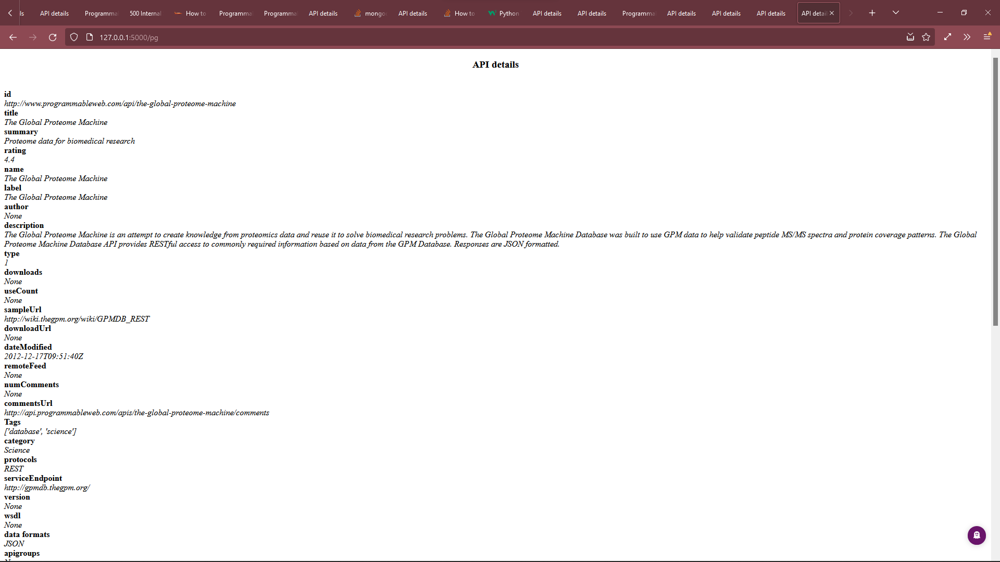 ls
API details
Programma
500 Internal
How to
Programma
Programma
API details
mongo
API details
How to
Python
API details
API details
Programma
API details
API details
API details
API detail
127.0.0.1:5000/pg
API details
id
http://www.programmableweb.com/api/the-global-proteome-machine
title
The Global Proteome Machine
summary
Proteome data for biomedical research
rating
4.4
name
The Global Proteome Machine
label
The Global Proteome Machine
author
None
description
The Global Proteome Machine is an attempt to create knowledge from proteomics data and reuse it to solve biomedical research problems. The Global Proteome Machine Database was built to use GPM data to help validate peptide MS/MS spectra and protein coverage patterns. The Global
Proteome Machine Database API provides RESTful access to commonly required information based on data from the GPM Database. Responses are JSON formatted.
type
1
downloads
None
useCount
None
sampleUrl
http://wiki.thegpm.org/wiki/GPMDB_REST
downloadUrl
None
dateModified
2012-12-17T09:51:40Z
remoteFeed
None
numComments
None
commentsUrl
http://api.programmableweb.com/apis/the-global-proteome-machine/comments
Tags
['database', 'science']
category
Science
protocols
REST
serviceEndpoint
http://gpmdb.thegpm.org/
version
None
wsdl
None
data formats
JSON
apigroups